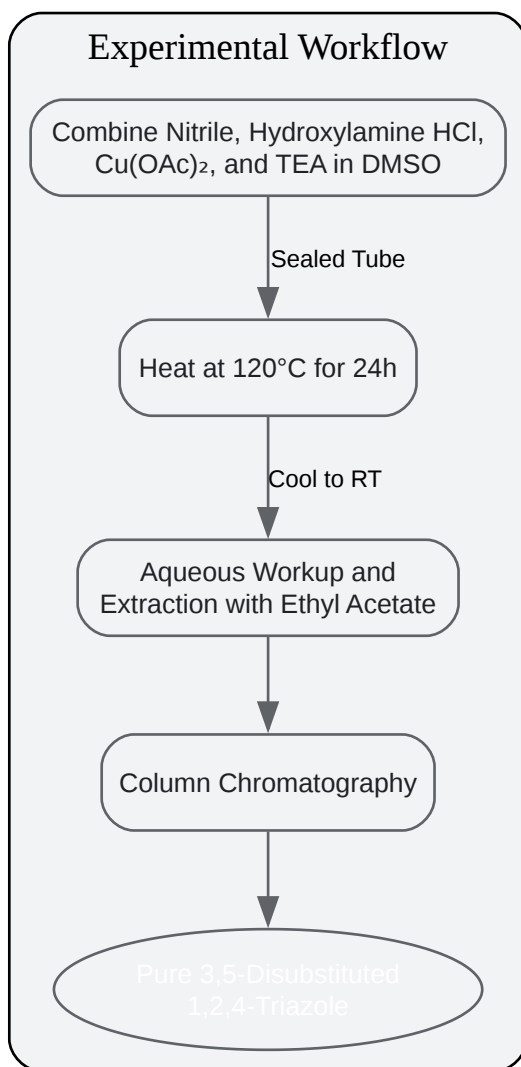 Experimental Workflow
Combine Nitrile, Hydroxylamine HCl,
Cu(OAc)₂, and TEA in DMSO
Sealed Tube
Heat at 120°C for 24h
Cool to RT
Aqueous Workup and
Extraction with Ethyl Acetate
Column Chromatography
Pure 3,5-Disubstituted
1,2,4-Triazole